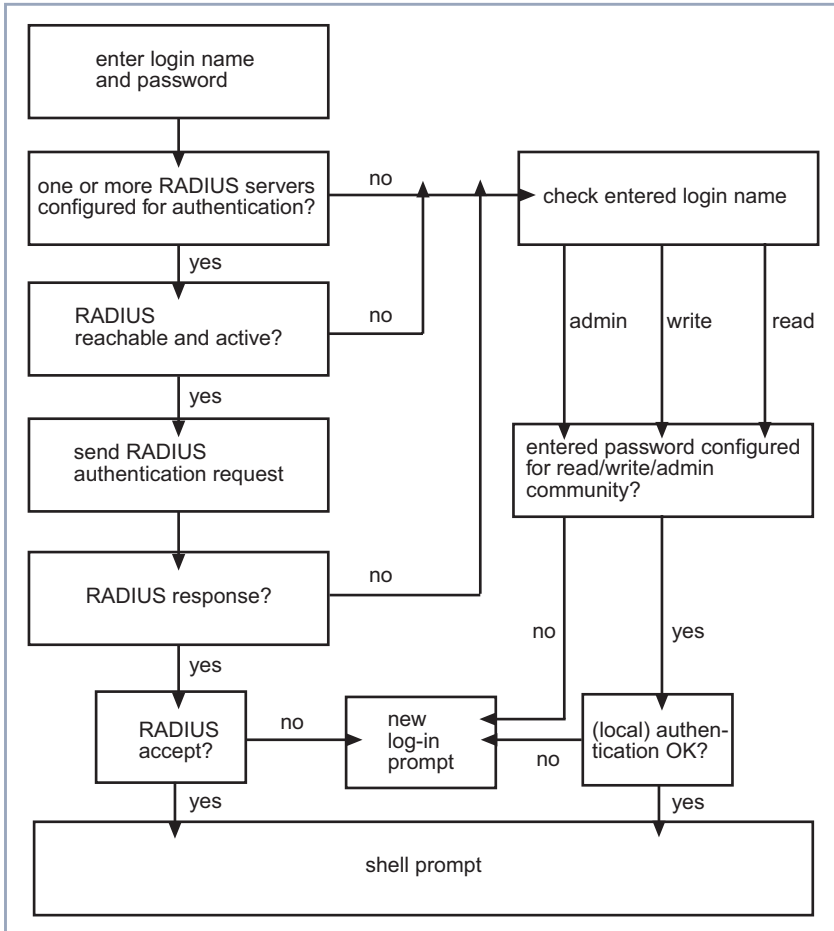 enter login name
and password
one or more RADIUS servers
configured for authentication?
no
check entered login name
yes
RADIUS
reachable and active?
no
admin
write
read
yes
send RADIUS
authentication request
entered password configured
for read/write/admin
community?
RADIUS response?
no
no
yes
yes
RADIUS
accept?
no
new
log-in
prompt
no
(local) authen-
tication OK?
yes
yes
shell prompt